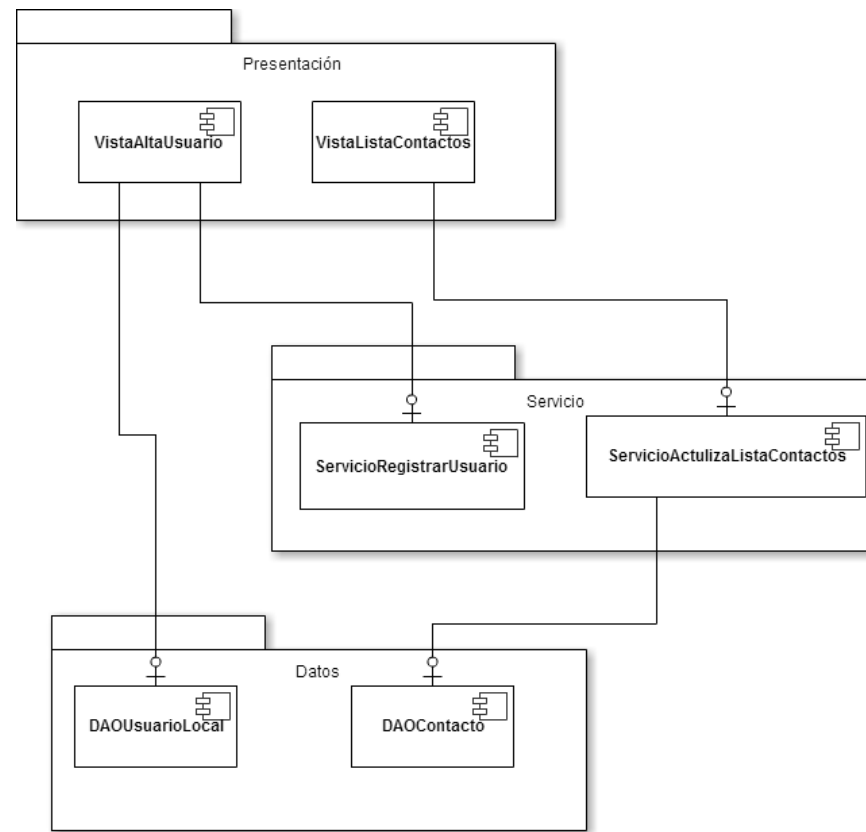 Presentación
VistaAltaUsuario
VistaListaContactos
Servicio
ServicioRegistrarUsuario
ServicioActulizaListaContactos
Datos
DAOUsuarioLocal
DAOContacto